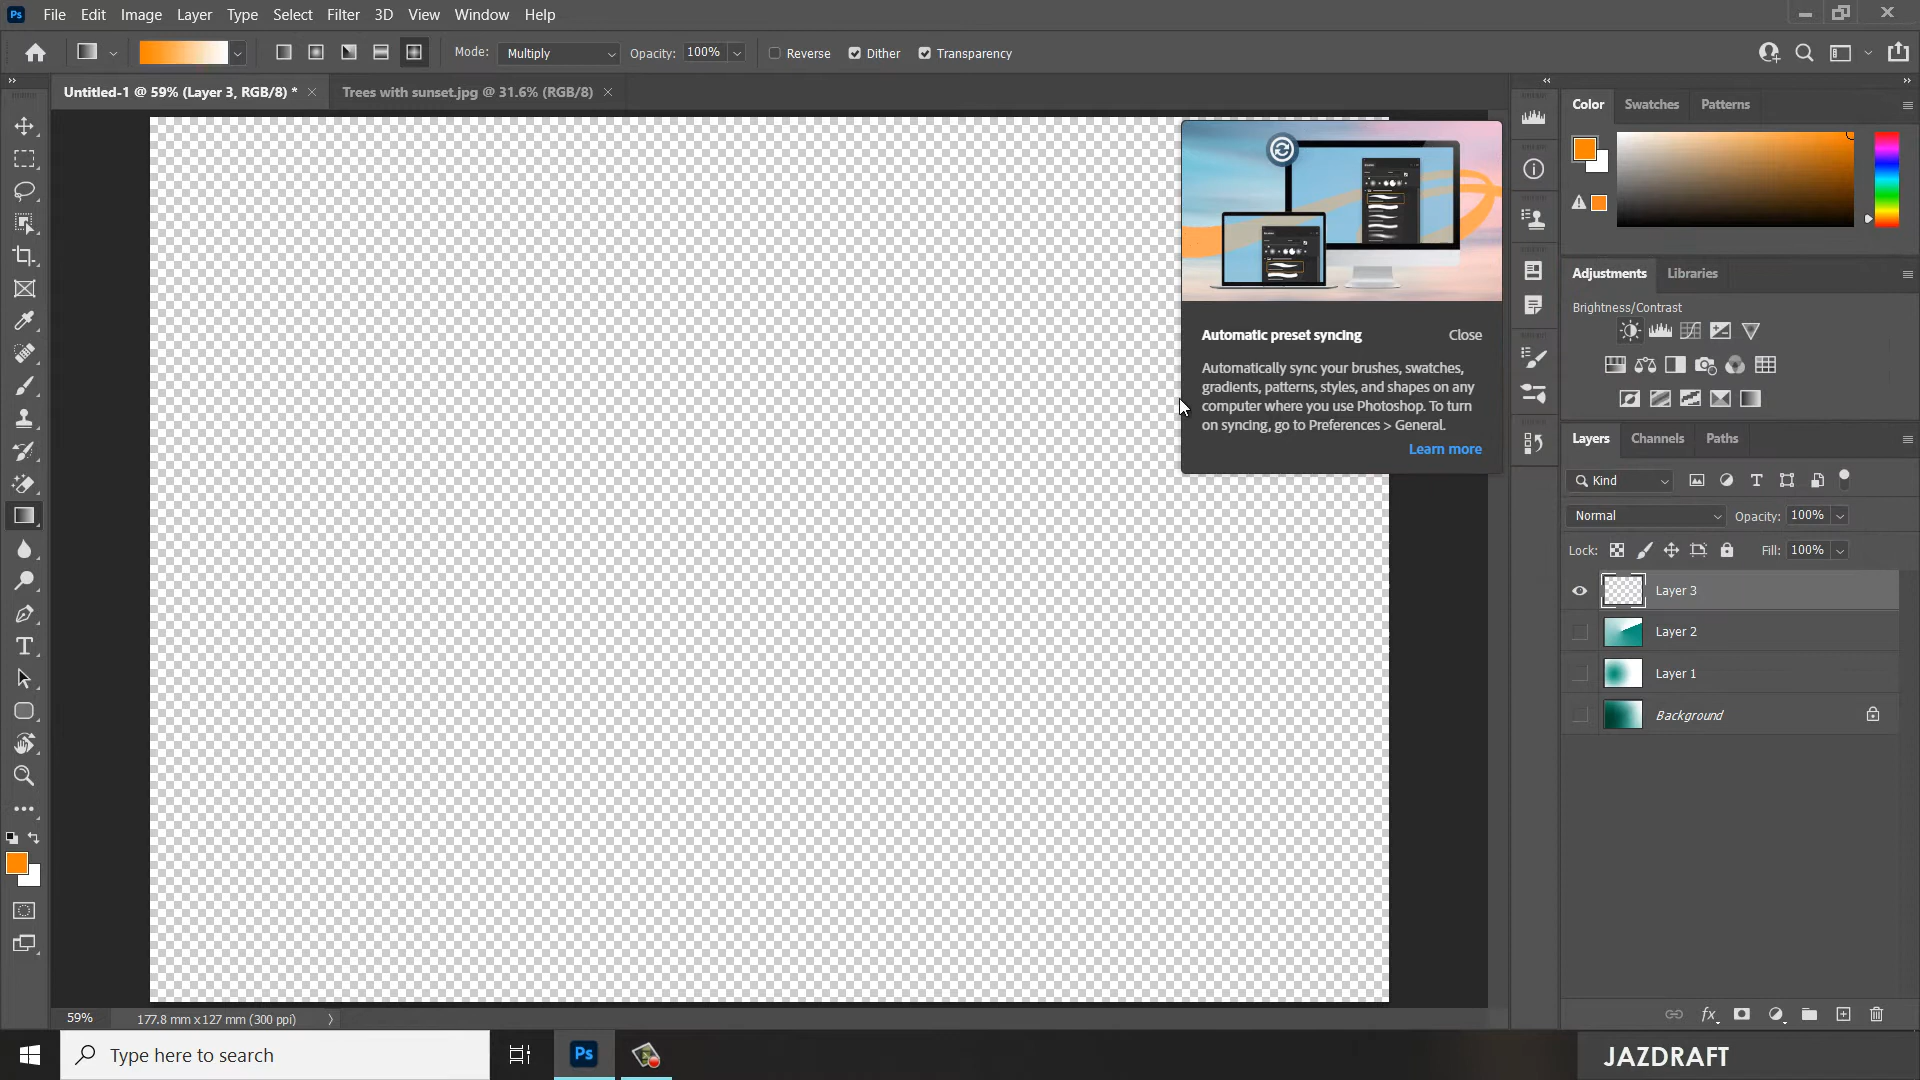 Ps File Edit Image Layer Type Select Filter 3D View Window Help
Mode: Multiply Opacity: 100% Reverse Dither Transparency
Untitled-1 @ 59% (Layer 3, RGB/8) * Trees with sunset.jpg @ 31.6% (RGB/8)
Color Swatches Patterns
Adjustments Libraries
Brightness/Contrast
Automatic preset syncing Close
Automatically sync your brushes, swatches,
gradients, patterns, styles, and shapes on any
computer where you use Photoshop. To turn
on syncing, go to Preferences > General.
Learn more
Layers Channels Paths
Kind
Normal Opacity: 100%
Lock: Fill: 100%
Layer 3
Layer 2
Layer 1
Background
59% 177.8 mm x 127 mm (300 ppi)
Type here to search
Ps
JAZDRAFT